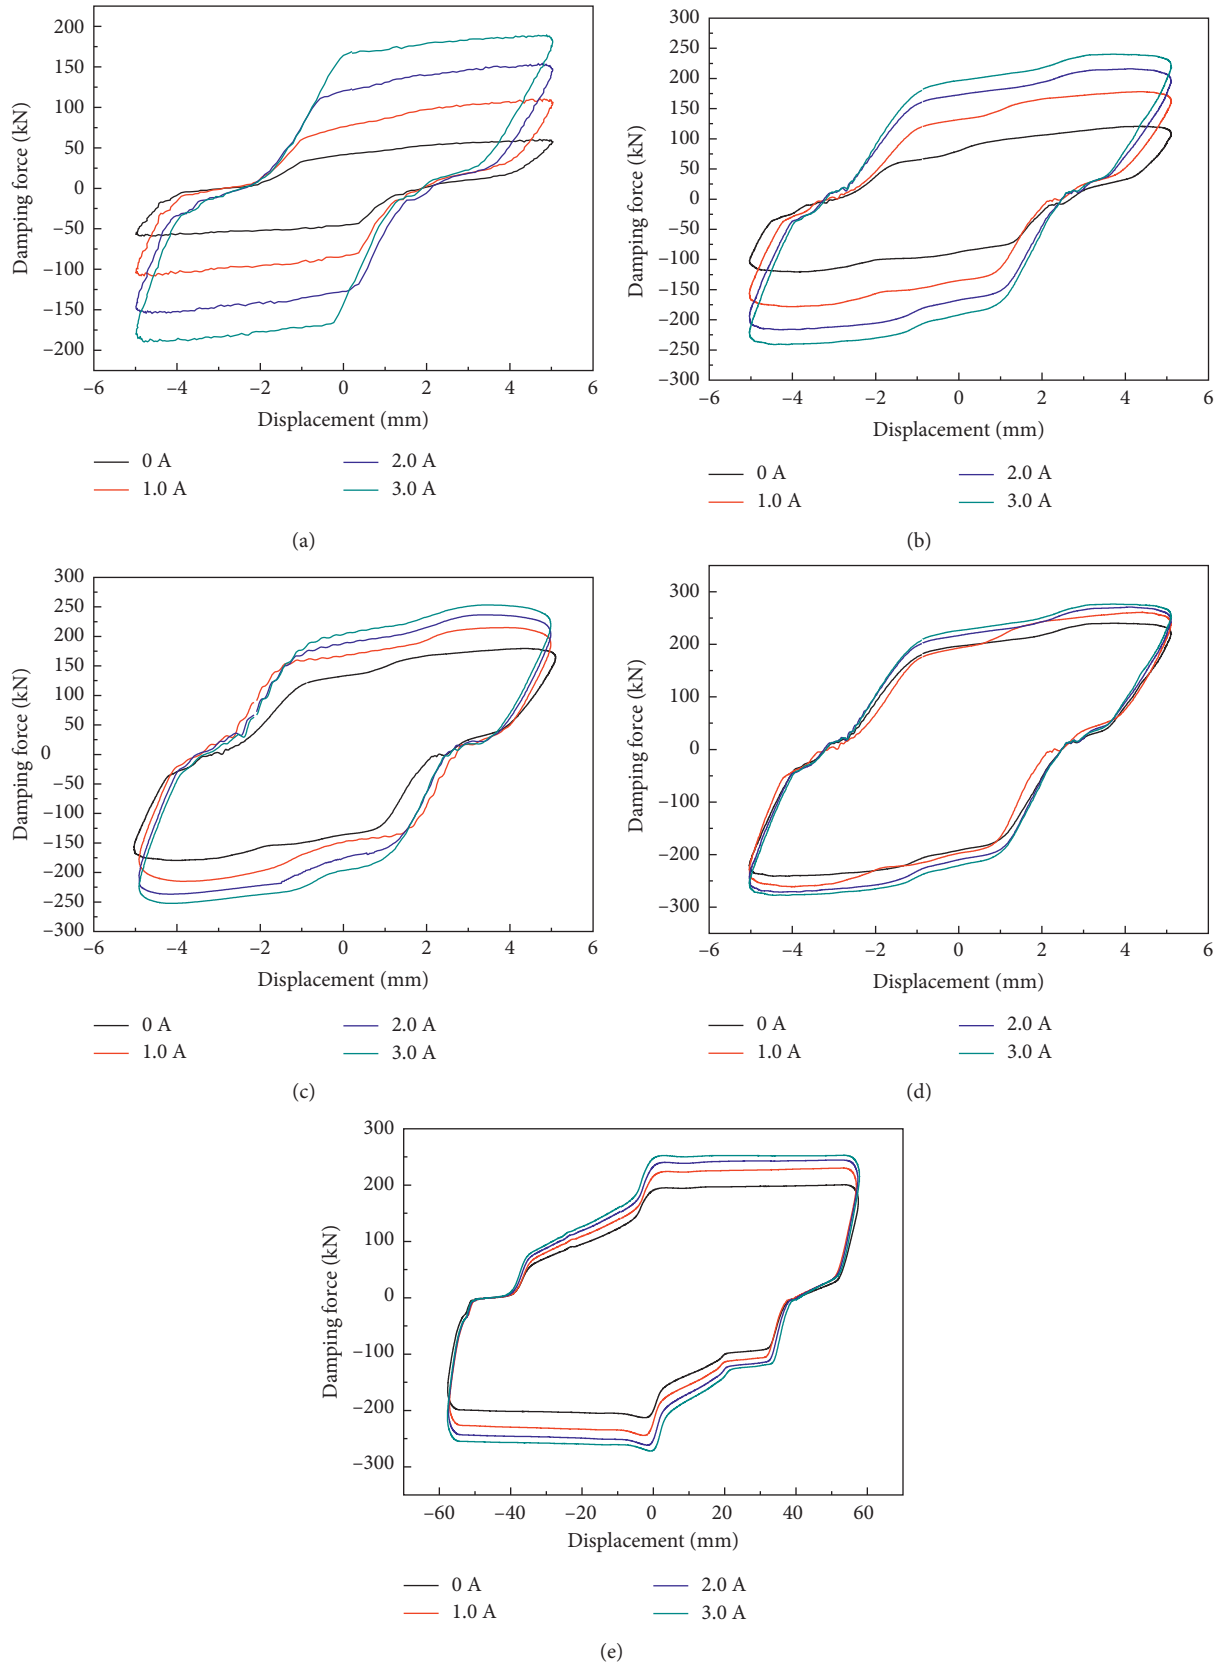 200
150
100
50
0
−50
−100
−150
−200
Damping force (kN)
−6 −4 −2 0 2 4 6
Displacement (mm)
0 A 2.0 A
1.0 A 3.0 A
(a)
300
250
200
150
100
50
0
−50
−100
−150
−200
−250
−300
Damping force (kN)
−6 −4 −2 0 2 4 6
Displacement (mm)
0 A 2.0 A
1.0 A 3.0 A
(b)
300
250
200
150
100
50
0
−50
−100
−150
−200
−250
−300
Damping force (kN)
−6 −4 −2 0 2 4 6
Displacement (mm)
0 A 2.0 A
1.0 A 3.0 A
(c)
300
200
100
0
−100
−200
−300
Damping force (kN)
−6 −4 −2 0 2 4 6
Displacement (mm)
0 A 2.0 A
1.0 A 3.0 A
(d)
300
200
100
0
−100
−200
−300
Damping force (kN)
−60 −40 −20 0 20 40 60
Displacement (mm)
0 A 2.0 A
1.0 A 3.0 A
(e)